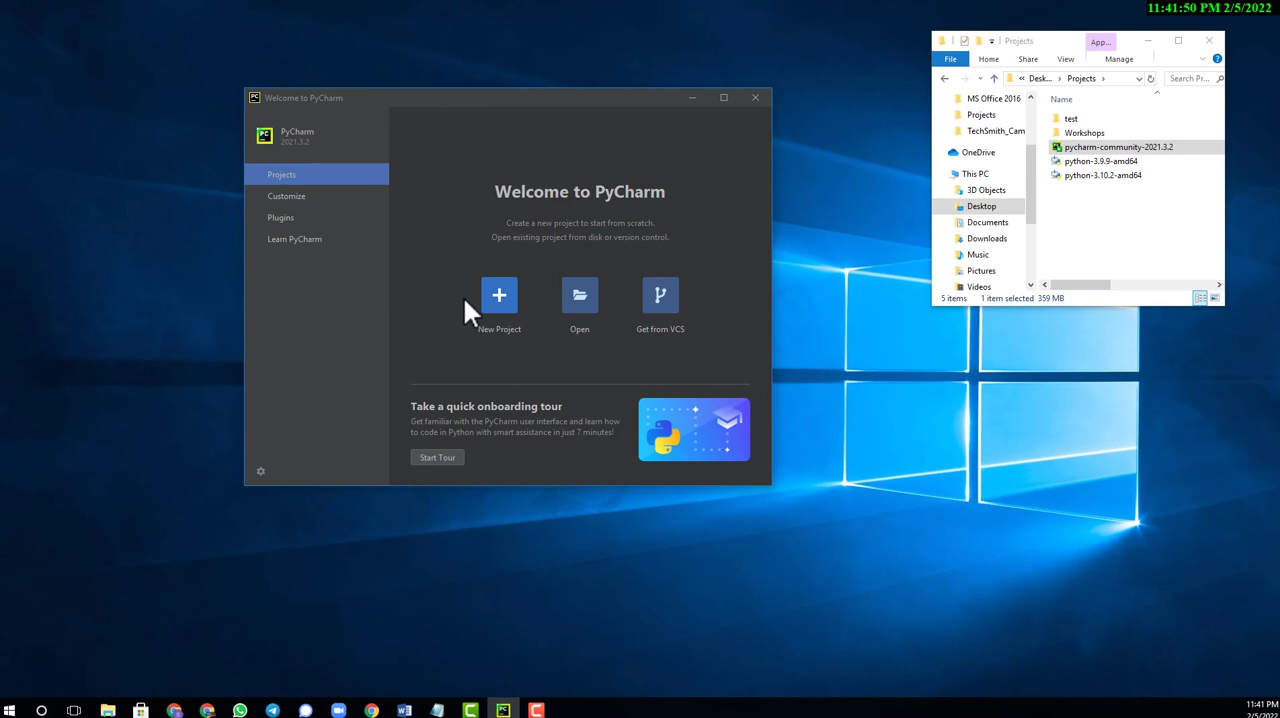 11:41:50 PM 2/5/2022
Projects
App...
File
Home
Share
View
Manage
Desk...
Projects
Search Pr...
MS Office 2016
Projects
TechSmith_Cam
OneDrive
This PC
3D Objects
Desktop
Documents
Downloads
Music
Pictures
Videos
Name
test
Workshops
pycharm-community-2021.3.2
python-3.9.9-amd64
python-3.10.2-amd64
5 items
1 item selected 359 MB
Welcome to PyCharm
PyCharm
2021.3.2
Projects
Customize
Plugins
Learn PyCharm
Welcome to PyCharm
Create a new project to start from scratch.
Open existing project from disk or version control.
New Project
Open
Get from VCS
Take a quick onboarding tour
Get familiar with the PyCharm user interface and learn how
to code in Python with smart assistance in just 7 minutes!
Start Tour
11:41 PM
2/5/2022